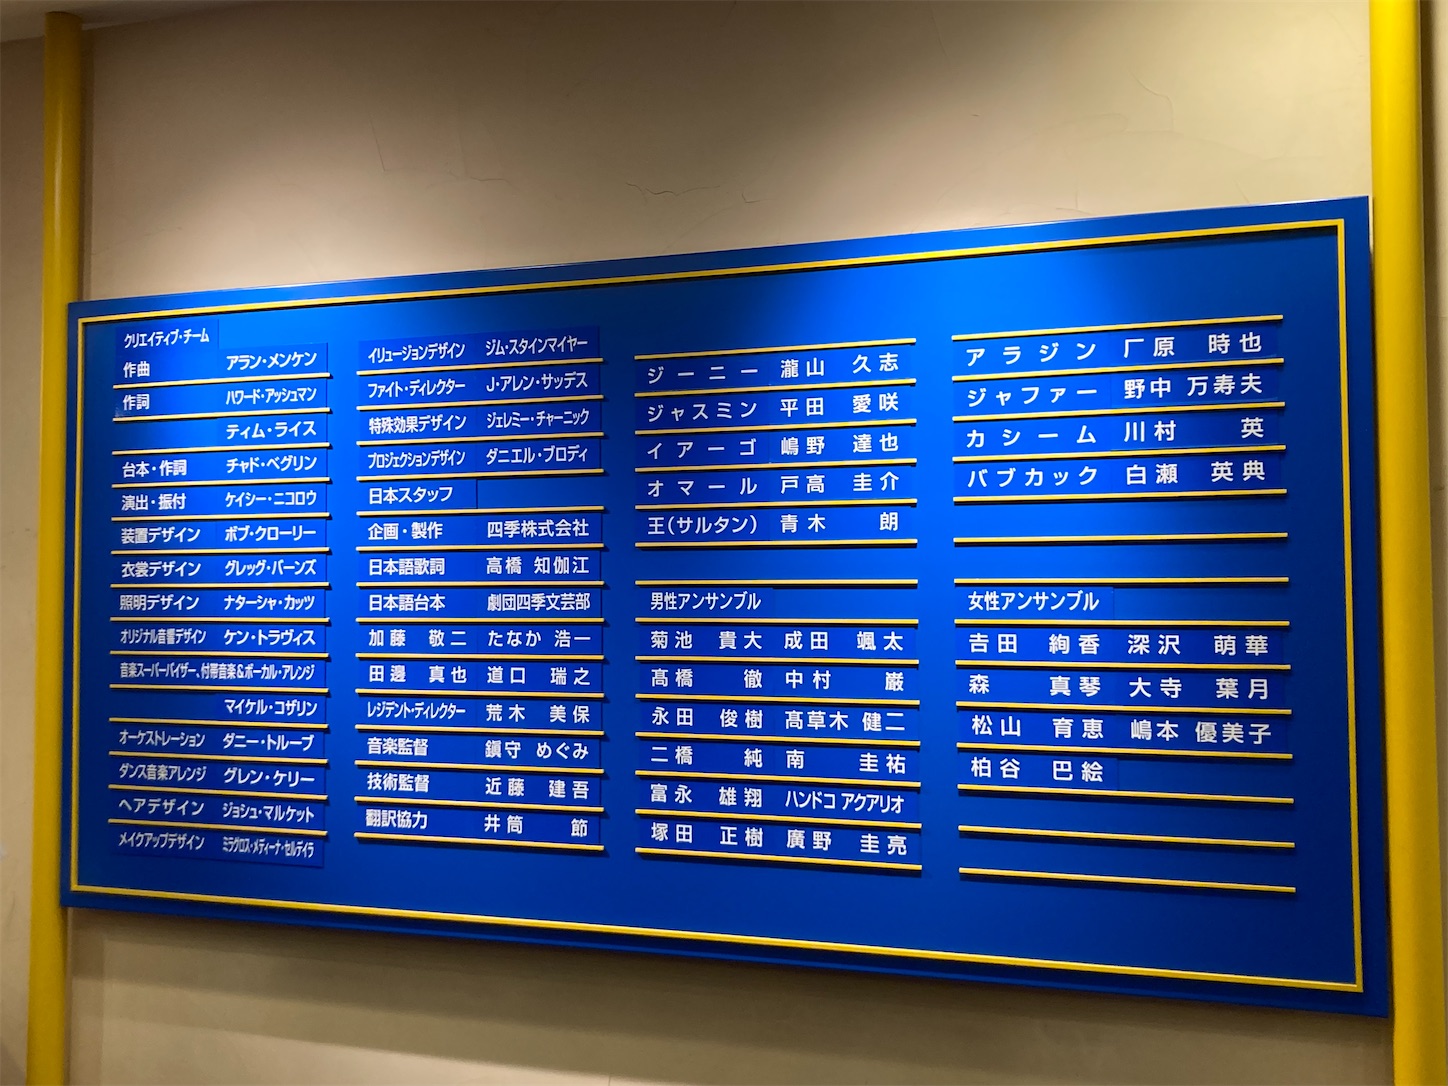 クリエイティブ・チーム
作曲 アラン・メンケン
作詞 ハワード・アッシュマン
ティム・ライス
台本・作詞 チャド・ベグリン
演出・振付 ケイシー・ニコロウ
装置デザイン ボブ・クローリー
衣裳デザイン グレッグ・バーンズ
照明デザイン ナターシャ・カッツ
オリジナル音響デザイン ケン・トラヴィス
音楽スーパーバイザー、付帯音楽&ボーカル・アレンジ
マイケル・コザリン
オーケストレーション ダニー・トルーブ
ダンス音楽アレンジ グレン・ケリー
ヘアデザイン ジョシュ・マルケット
メイクアップデザイン ミラグロス・メディーナ・セルデイラ
イリュージョンデザイン ジム・スタインマイヤー
ファイト・ディレクター J・アレン・サッデス
特殊効果デザイン ジェレミー・チャーニック
プロジェクションデザイン ダニエル・ブロディ
日本スタッフ
企画・製作 四季株式会社
日本語歌詞 高橋 知伽江
日本語台本 劇団四季文芸部
加藤 敬二 たなか 浩一
田邊 真也 道口 瑞之
レジデント・ディレクター 荒木 美保
音楽監督 鎭守 めぐみ
技術監督 近藤 建吾
翻訳協力 井筒 節
ジーニー 瀧山 久志
ジャスミン 平田 愛咲
イアーゴ 嶋野 達也
オマール 戸高 圭介
王(サルタン) 青木 朗
男性アンサンブル
菊池 貴大 成田 颯太
髙橋 徹 中村 巌
永田 俊樹 髙草木 健二
二橋 純 南 圭祐
富永 雄翔 ハンドコ アクアリオ
塚田 正樹 廣野 圭亮
アラジン 厂原 時也
ジャファー 野中 万寿夫
カシーム 川村 英
バブカック 白瀬 英典
女性アンサンブル
吉田 絢香 深沢 萌華
森 真琴 大寺 葉月
松山 育恵 嶋本 優美子
柏谷 巴絵